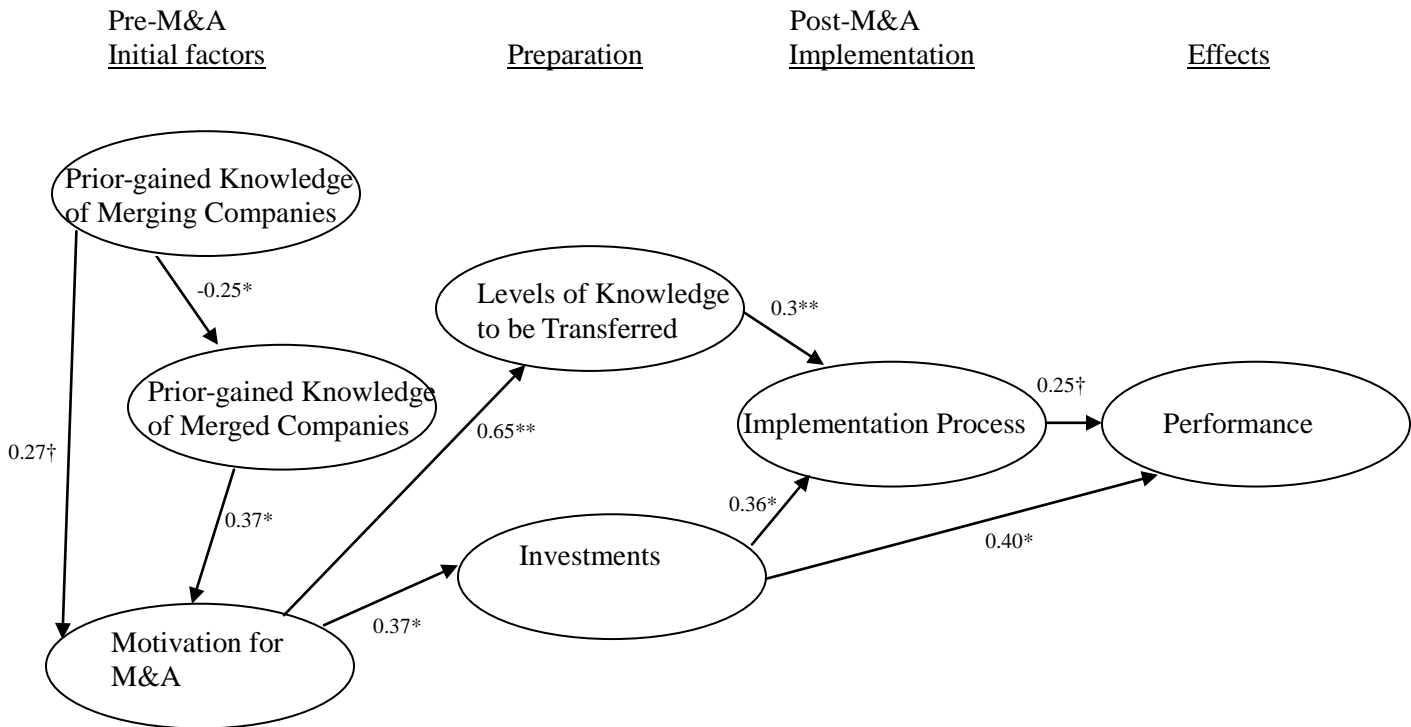 Pre-M&A
Initial factors
Preparation
Post-M&A
Implementation
Effects
Prior-gained Knowledge
of Merging Companies
-0.25*
Levels of Knowledge
to be Transferred
0.3**
Prior-gained Knowledge
of Merged Companies
0.27†
0.65**
Implementation Process
0.25†
Performance
0.37*
Investments
0.36*
0.40*
0.37*
Motivation for
M&A